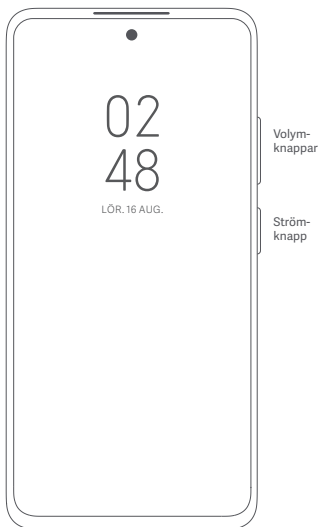 02
48
LÖR. 16 AUG.
Volym-
knappar
Ström-
knapp